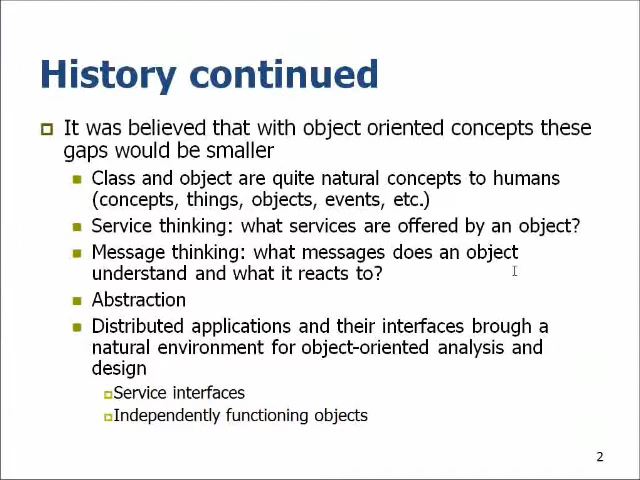 History continued
It was believed that with object oriented concepts these
gaps would be smaller
Class and object are quite natural concepts to humans
(concepts, things, objects, events, etc.)
Service thinking: what services are offered by an object?
Message thinking: what messages does an object
understand and what it reacts to?
Abstraction
Distributed applications and their interfaces brough a
natural environment for object-oriented analysis and
design
Service interfaces
Independently functioning objects
2